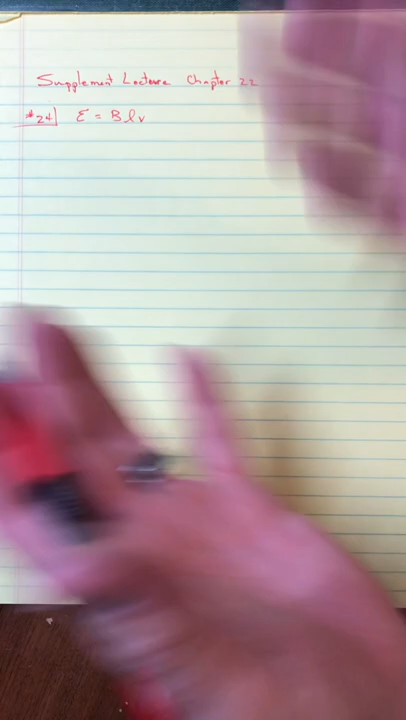 Supplement Lecture Chapter 22
#24 ε = Blv